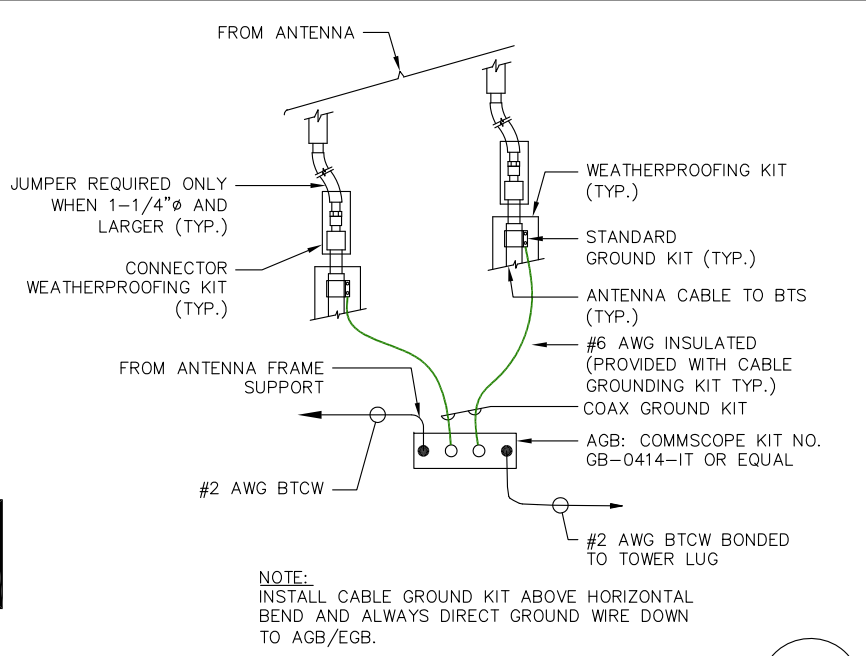 FROM ANTENNA
JUMPER REQUIRED ONLY
WHEN 1-1/4"ø AND
LARGER (TYP.)
CONNECTOR
WEATHERPROOFING KIT
(TYP.)
WEATHERPROOFING KIT
(TYP.)
STANDARD
GROUND KIT (TYP.)
ANTENNA CABLE TO BTS
(TYP.)
#6 AWG INSULATED
(PROVIDED WITH CABLE
GROUNDING KIT TYP.)
FROM ANTENNA FRAME
SUPPORT
COAX GROUND KIT
AGB: COMMSCOPE KIT NO.
GB-0414-IT OR EQUAL
#2 AWG BTCW
#2 AWG BTCW BONDED
TO TOWER LUG
NOTE:
INSTALL CABLE GROUND KIT ABOVE HORIZONTAL
BEND AND ALWAYS DIRECT GROUND WIRE DOWN
TO AGB/EGB.